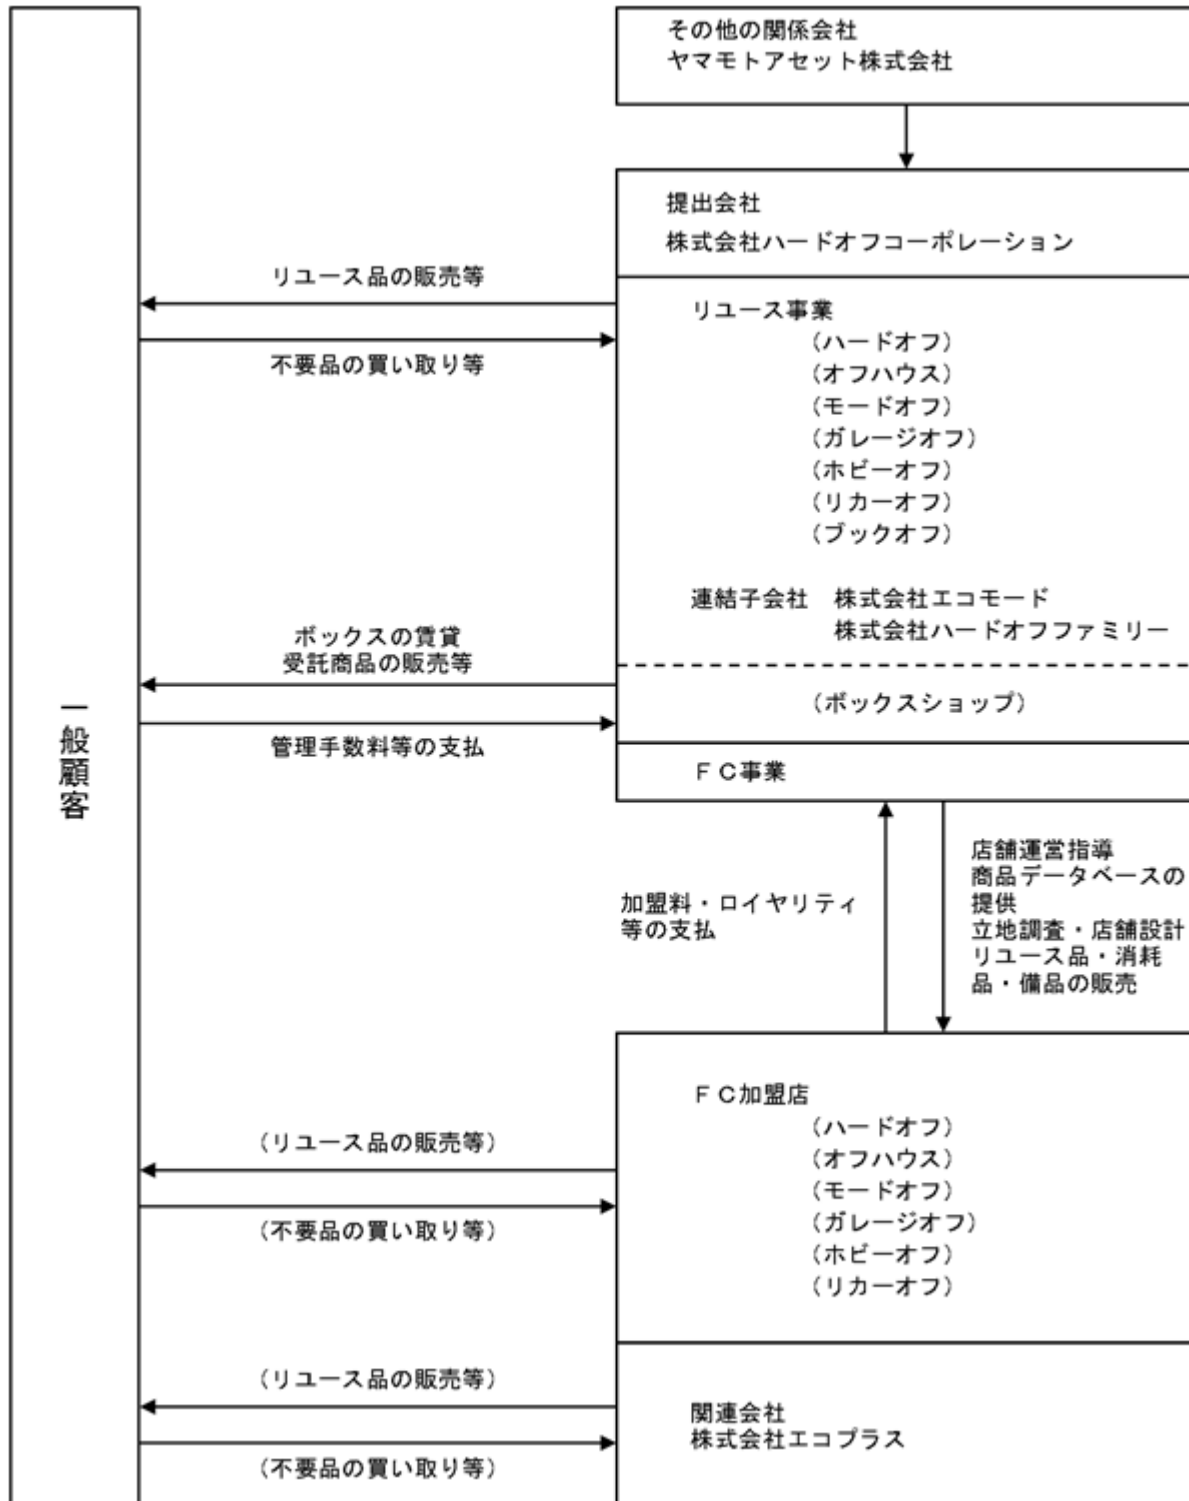 その他の関係会社
ヤマモトアセット株式会社
提出会社
株式会社ハードオフコーポレーション
リユース品の販売等
不要品の買い取り等
リユース事業
（ハードオフ）
（オフハウス）
（モードオフ）
（ガレージオフ）
（ホビーオフ）
（リカーオフ）
（ブックオフ）
連結子会社　株式会社エコモード
株式会社ハードオフファミリー
ボックスの賃貸
受託商品の販売等
（ボックスショップ）
管理手数料等の支払
一般顧客
ＦＣ事業
加盟料・ロイヤリティ
等の支払
店舗運営指導
商品データベースの
提供
立地調査・店舗設計
リユース品・消耗
品・備品の販売
ＦＣ加盟店
（ハードオフ）
（オフハウス）
（モードオフ）
（ガレージオフ）
（ホビーオフ）
（リカーオフ）
（リユース品の販売等）
（不要品の買い取り等）
（リユース品の販売等）
（不要品の買い取り等）
関連会社
株式会社エコプラス